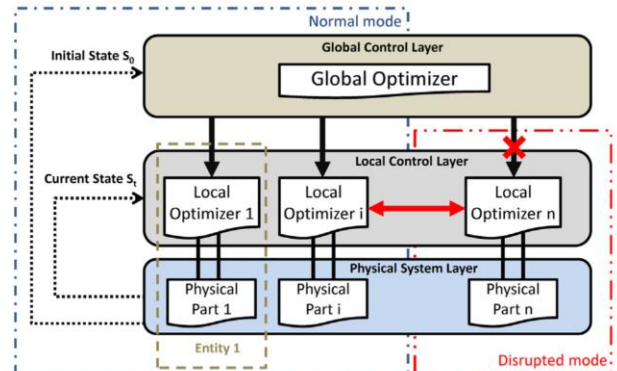 Normal mode
Global Control Layer
Initial State S₀
Global Optimizer
Local Control Layer
Current State Sₜ
Local
Optimizer 1
Local
Optimizer i
Local
Optimizer n
Physical System Layer
Physical
Part 1
Physical
Part i
Physical
Part n
Entity 1
Disrupted mode